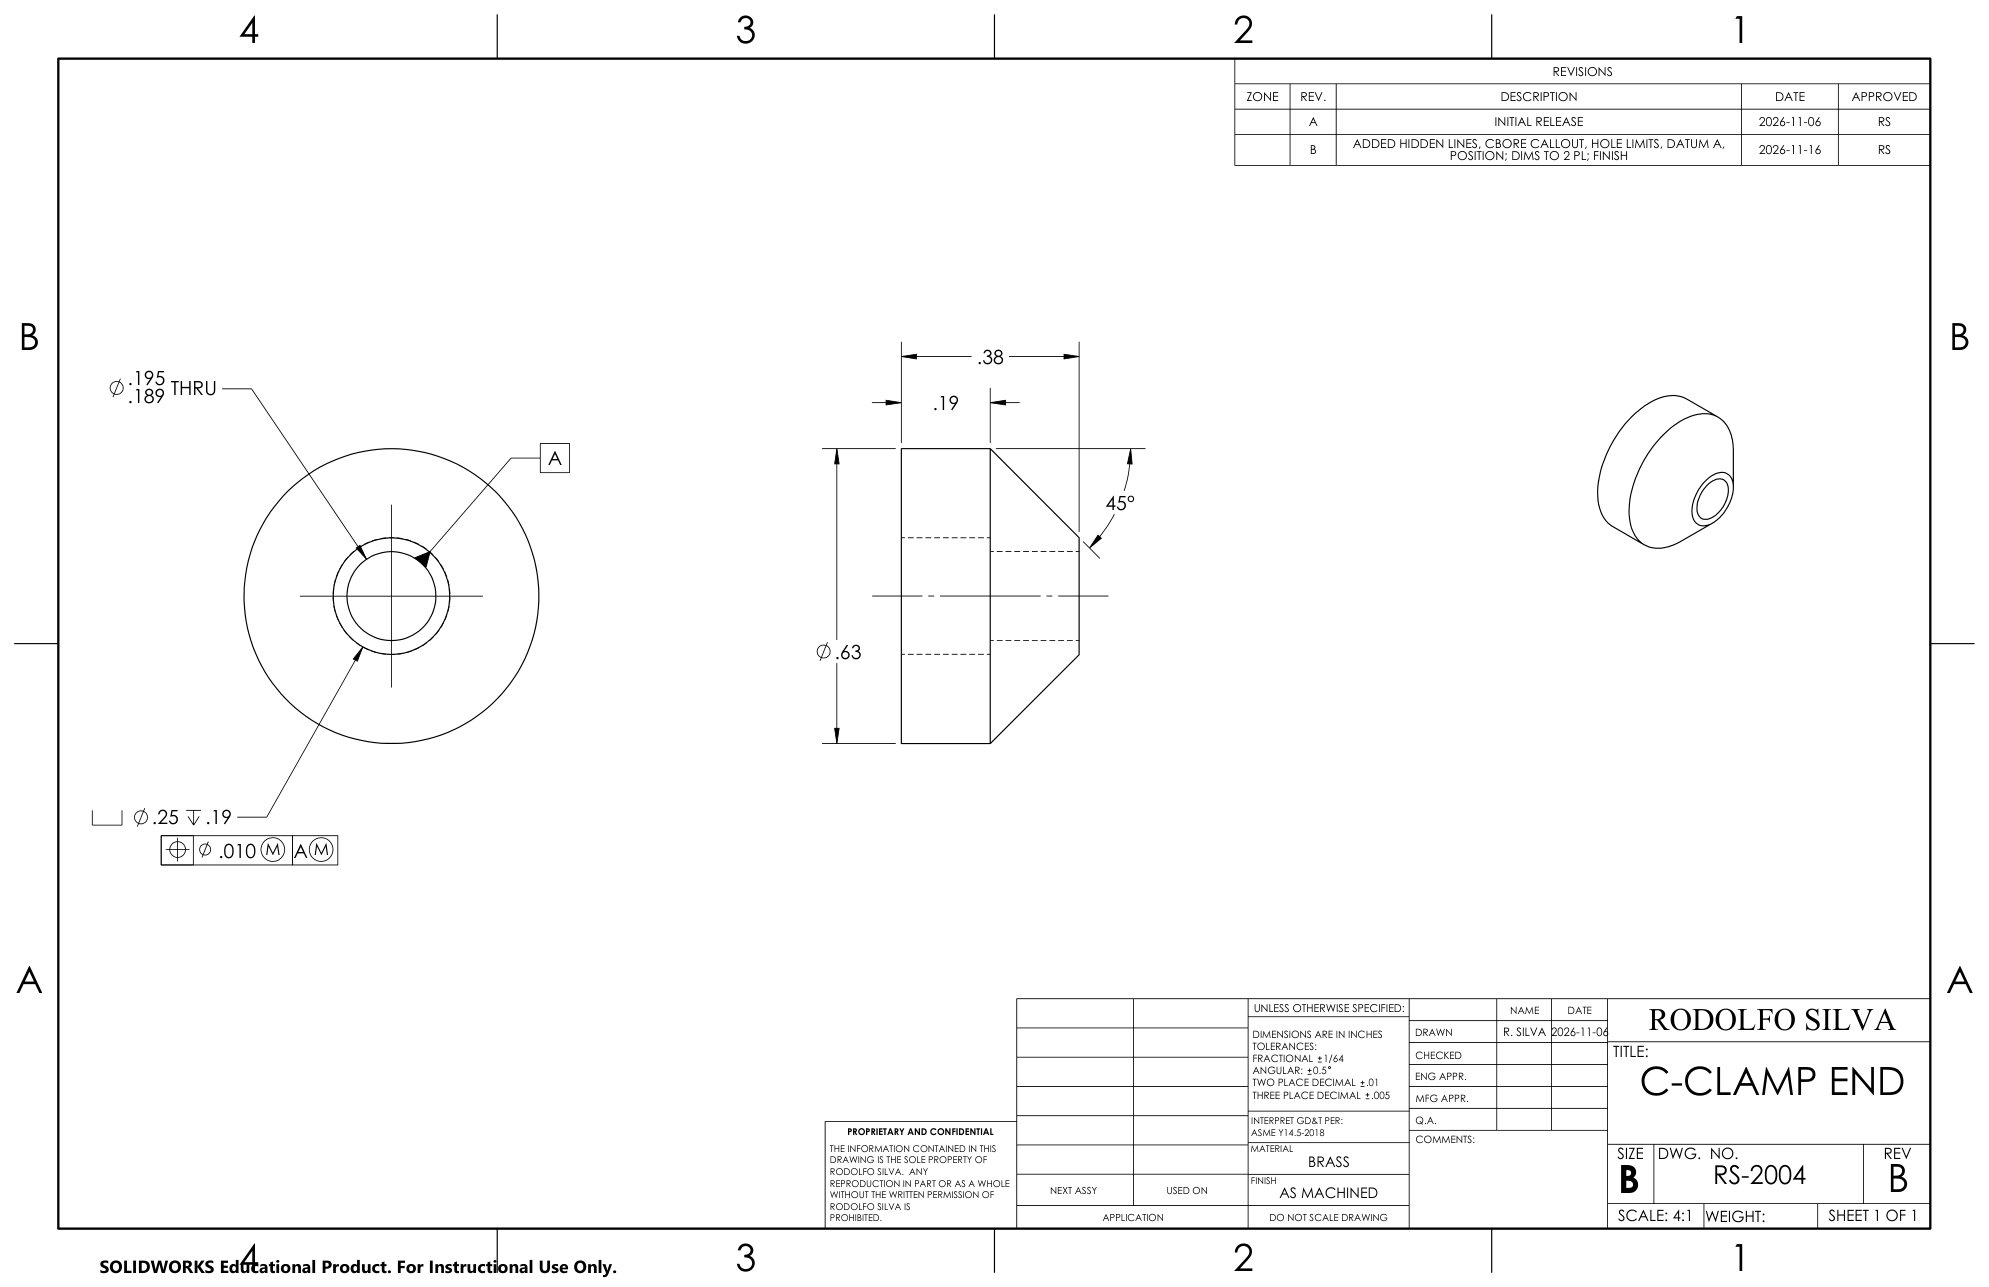 4 3 2 1
REVISIONS
ZONE REV. DESCRIPTION DATE APPROVED
A INITIAL RELEASE 2026-11-06 RS
B ADDED HIDDEN LINES, CBORE CALLOUT, HOLE LIMITS, DATUM A, 2026-11-16 RS
POSITION; DIMS TO 2 PL; FINISH
B B
⌀ .195 THRU
.189
A
.38
.19
45°
⌀.63
⌴ ⌀.25 ↧.19
⌖ ⌀ .010 Ⓜ A Ⓜ
A A
UNLESS OTHERWISE SPECIFIED:
DIMENSIONS ARE IN INCHES
TOLERANCES:
FRACTIONAL ±1/64
ANGULAR: ±0.5°
TWO PLACE DECIMAL ±.01
THREE PLACE DECIMAL ±.005
INTERPRET GD&T PER:
ASME Y14.5-2018
MATERIAL
BRASS
FINISH
AS MACHINED
DO NOT SCALE DRAWING
NAME DATE
DRAWN R. SILVA 2026-11-06
CHECKED
ENG APPR.
MFG APPR.
Q.A.
COMMENTS:
RODOLFO SILVA
TITLE:
C-CLAMP END
SIZE DWG. NO. REV
B RS-2004 B
SCALE: 4:1 WEIGHT: SHEET 1 OF 1
PROPRIETARY AND CONFIDENTIAL
THE INFORMATION CONTAINED IN THIS
DRAWING IS THE SOLE PROPERTY OF
RODOLFO SILVA. ANY
REPRODUCTION IN PART OR AS A WHOLE
WITHOUT THE WRITTEN PERMISSION OF
RODOLFO SILVA IS
PROHIBITED.
NEXT ASSY USED ON
APPLICATION
4 3 2 1
SOLIDWORKS Educational Product. For Instructional Use Only.